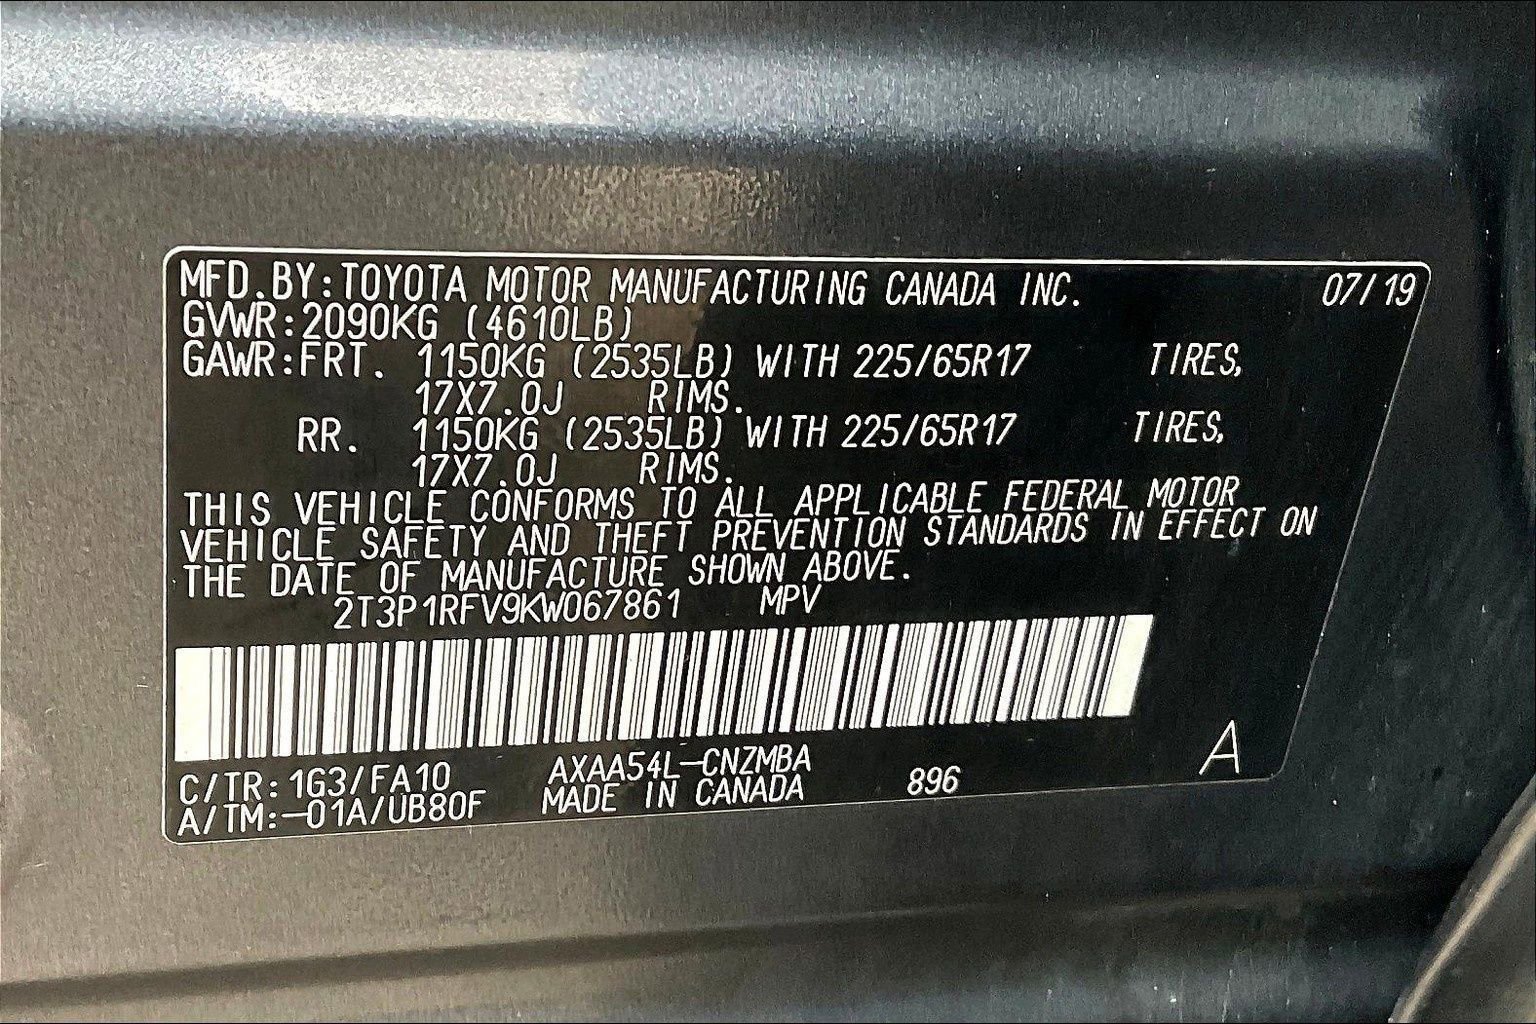 MFD.BY:TOYOTA MOTOR MANUFACTURING CANADA INC. 07/19
GVWR:2090KG (4610LB)
GAWR:FRT. 1150KG (2535LB) WITH 225/65R17 TIRES,
17X7.0J RIMS.
RR. 1150KG (2535LB) WITH 225/65R17 TIRES,
17X7.0J RIMS.
THIS VEHICLE CONFORMS TO ALL APPLICABLE FEDERAL MOTOR
VEHICLE SAFETY AND THEFT PREVENTION STANDARDS IN EFFECT ON
THE DATE OF MANUFACTURE SHOWN ABOVE.
2T3P1RFV9KW067861 MPV
C/TR: 1G3/FA10 AXAA54L-CNZMBA
A/TM:-01A/UB80F MADE IN CANADA 896 A